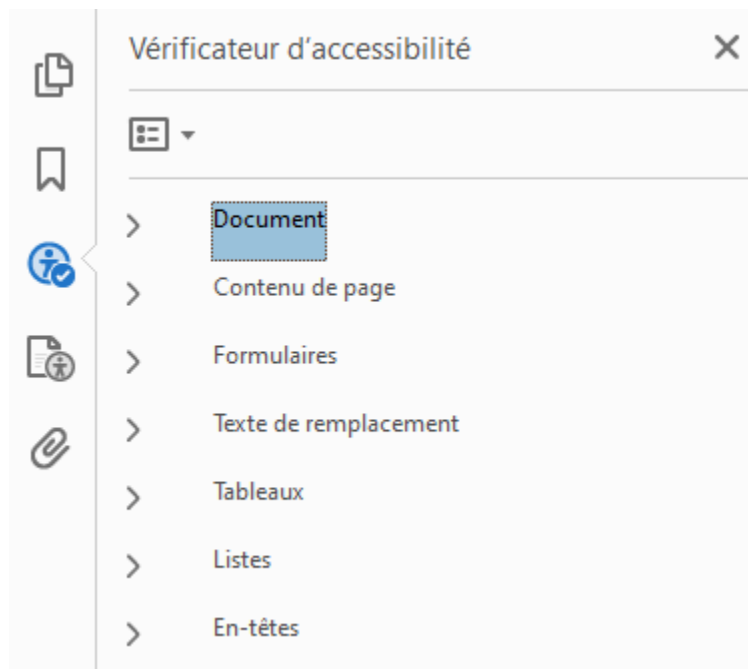 Vérificateur d’accessibilité
Document
Contenu de page
Formulaires
Texte de remplacement
Tableaux
Listes
En-têtes